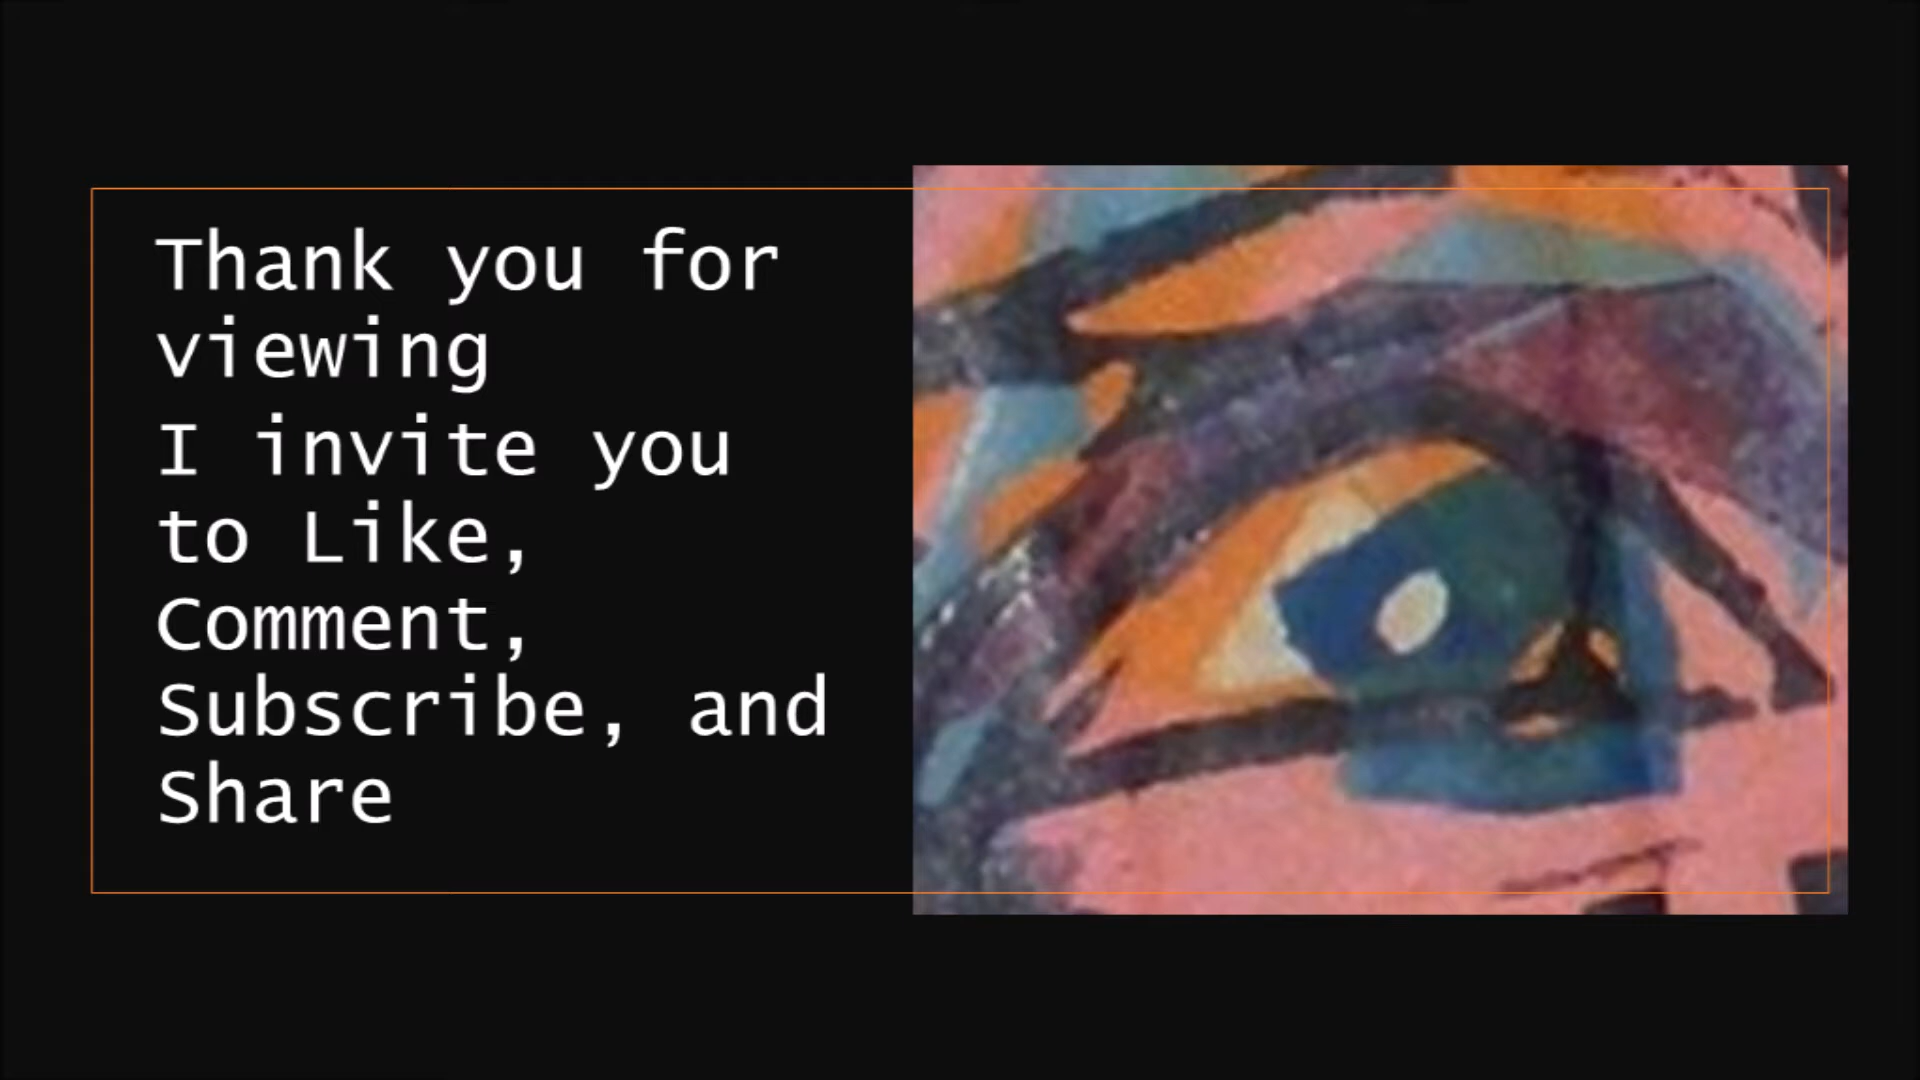 Thank you for
viewing
I invite you
to Like,
Comment,
Subscribe, and
Share